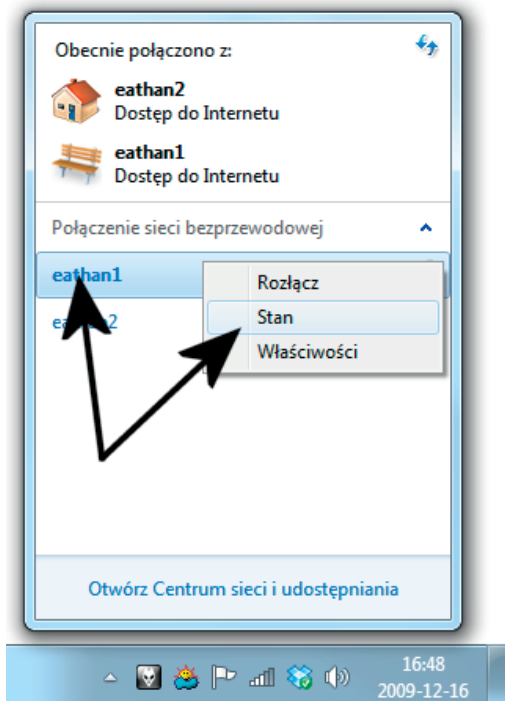 Obecnie połączono z:
eathan2
Dostęp do Internetu
eathan1
Dostęp do Internetu
Połączenie sieci bezprzewodowej
eathan1
Rozłącz
Stan
Właściwości
Otwórz Centrum sieci i udostępniania
16:48
2009-12-16